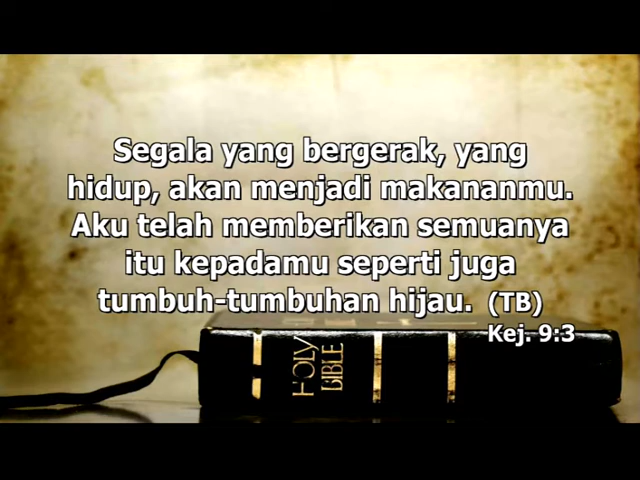 Segala yang bergerak, yang
hidup, akan menjadi makananmu.
Aku telah memberikan semuanya
itu kepadamu seperti juga
tumbuh-tumbuhan hijau. (TB)
Kej. 9:3
HOLY
BIBLE